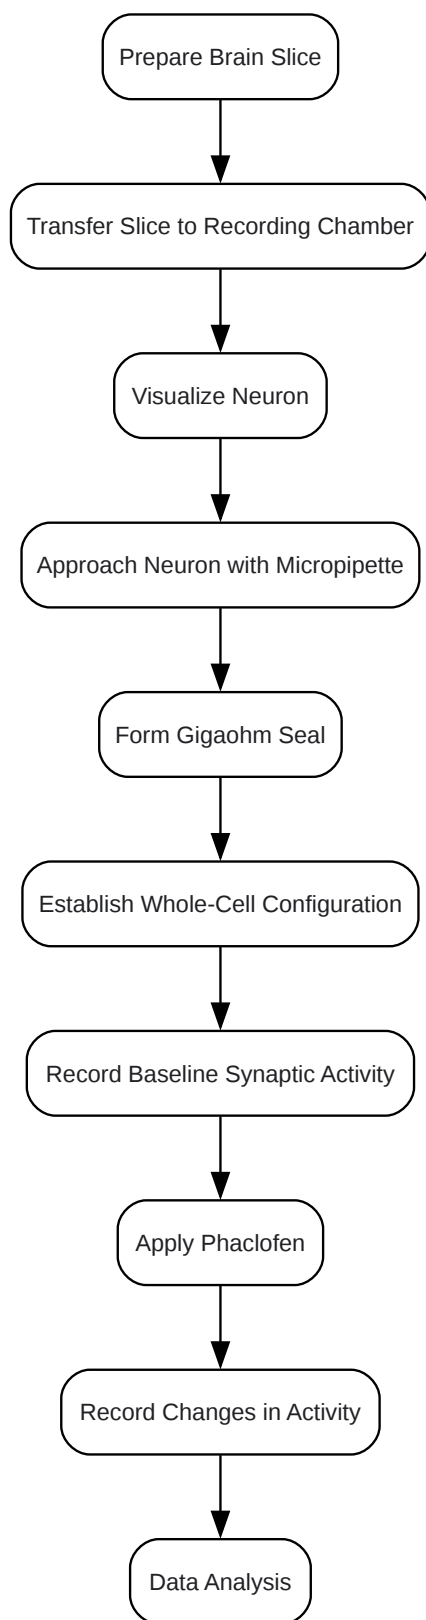 Prepare Brain Slice
Transfer Slice to Recording Chamber
Visualize Neuron
Approach Neuron with Micropipette
Form Gigaohm Seal
Establish Whole-Cell Configuration
Record Baseline Synaptic Activity
Apply Phaclofen
Record Changes in Activity
Data Analysis